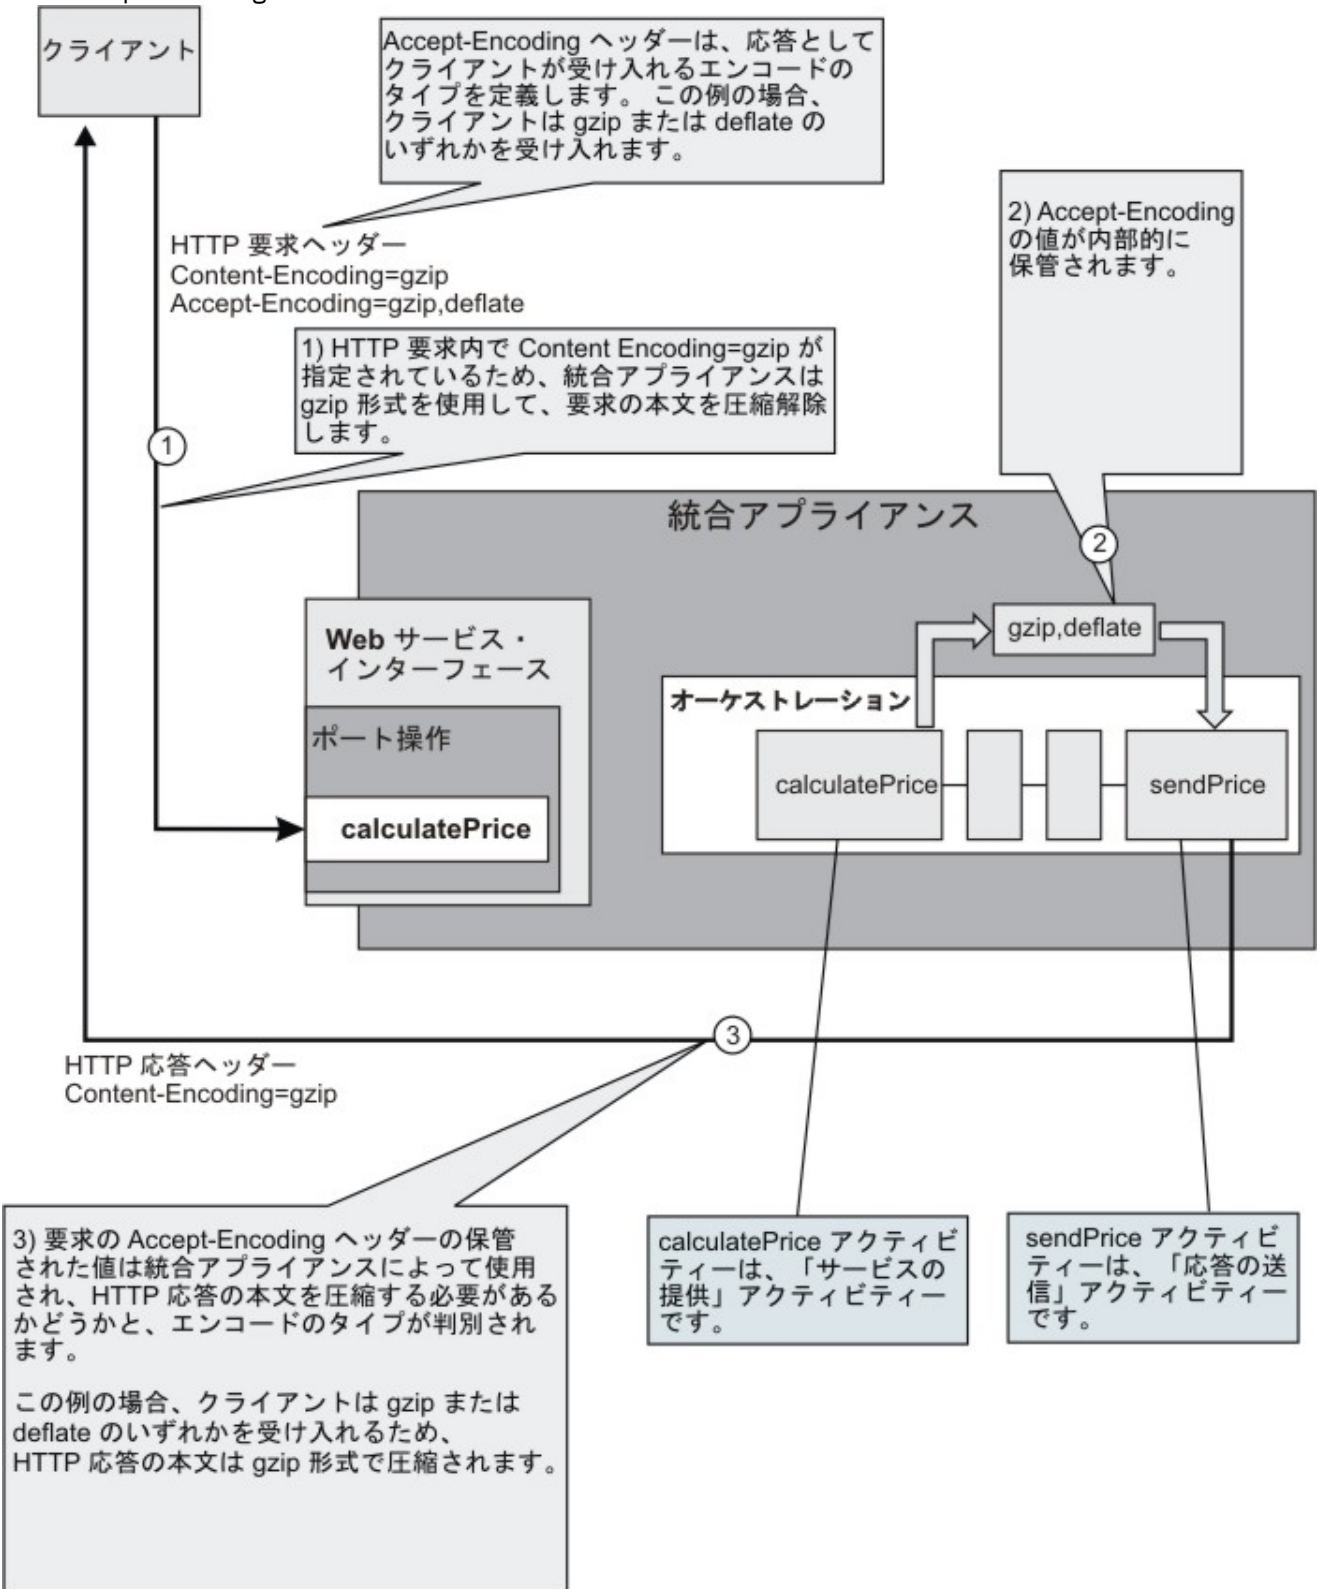 クライアント
Accept-Encoding ヘッダーは、応答として
クライアントが受け入れるエンコードの
タイプを定義します。 この例の場合、
クライアントは gzip または deflate の
いずれかを受け入れます。
2) Accept-Encoding
の値が内部的に
保管されます。
HTTP 要求ヘッダー
Content-Encoding=gzip
Accept-Encoding=gzip,deflate
1) HTTP 要求内で Content Encoding=gzip が
指定されているため、統合アプライアンスは
gzip 形式を使用して、要求の本文を圧縮解除
します。
1
統合アプライアンス
2
gzip,deflate
Web サービス・
インターフェース
ポート操作
calculatePrice
オーケストレーション
calculatePrice
sendPrice
3
HTTP 応答ヘッダー
Content-Encoding=gzip
3) 要求の Accept-Encoding ヘッダーの保管
された値は統合アプライアンスによって使用
され、HTTP 応答の本文を圧縮する必要がある
かどうかと、エンコードのタイプが判別され
ます。
この例の場合、クライアントは gzip または
deflate のいずれかを受け入れるため、
HTTP 応答の本文は gzip 形式で圧縮されます。
calculatePrice アクティビ
ティーは、「サービスの
提供」アクティビティー
です。
sendPrice アクティビ
ティーは、「応答の送
信」アクティビティー
です。